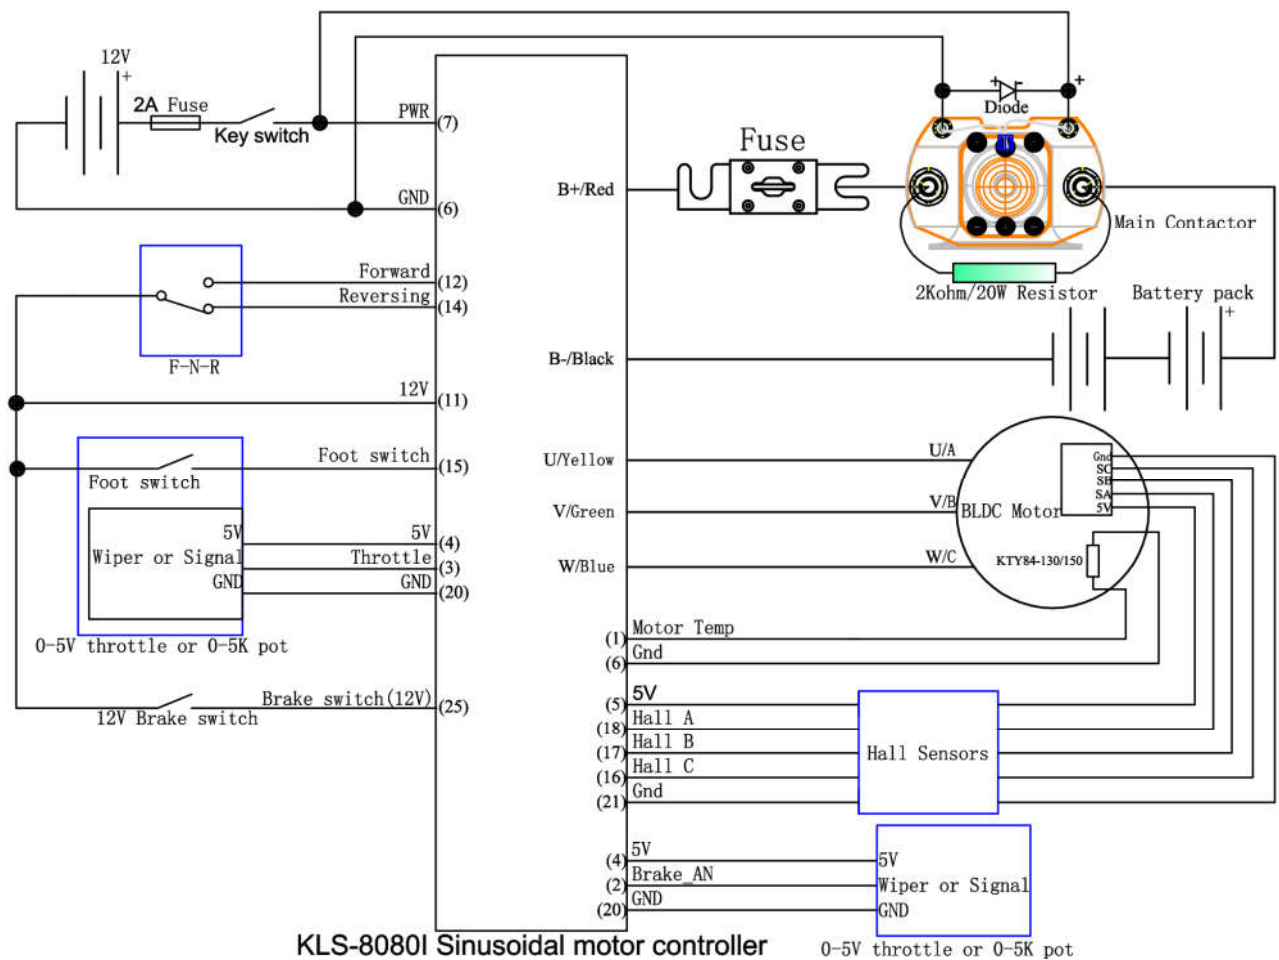 12V
+
2A Fuse
Key switch
PWR
(7)
GND
(6)
Forward
(12)
Reversing
(14)
F-N-R
12V
(11)
Foot switch
(15)
Foot switch
5V
5V
(4)
Wiper or Signal
Throttle
(3)
GND
GND
(20)
0-5V throttle or 0-5K pot
Brake switch(12V)
(25)
12V Brake switch
B+/Red
Fuse
+
+
Diode
Main Contactor
2Kohm/20W Resistor
Battery pack
+
B-/Black
U/Yellow
U/A
V/Green
V/B
W/Blue
W/C
BLDC Motor
Gnd
SC
SB
SA
5V
KTY84-130/150
(1)
Motor Temp
(6)
Gnd
(5)
5V
(18)
Hall A
(17)
Hall B
(16)
Hall C
(21)
Gnd
Hall Sensors
(4)
5V
5V
(2)
Brake_AN
Wiper or Signal
(20)
GND
GND
0-5V throttle or 0-5K pot
KLS-8080I Sinusoidal motor controller